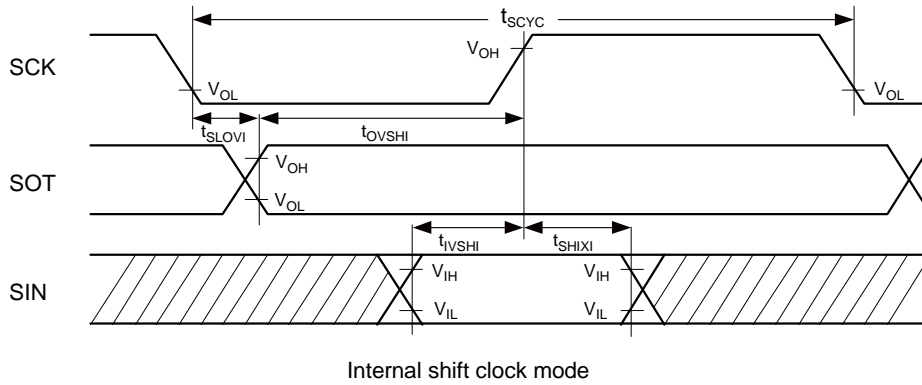 tSCYC
SCK
VOH
VOL
VOL
tSLOVI
tOVSHI
SOT
VOH
VOL
tIVSHI
tSHIXI
SIN
VIH
VIH
VIL
VIL
Internal shift clock mode